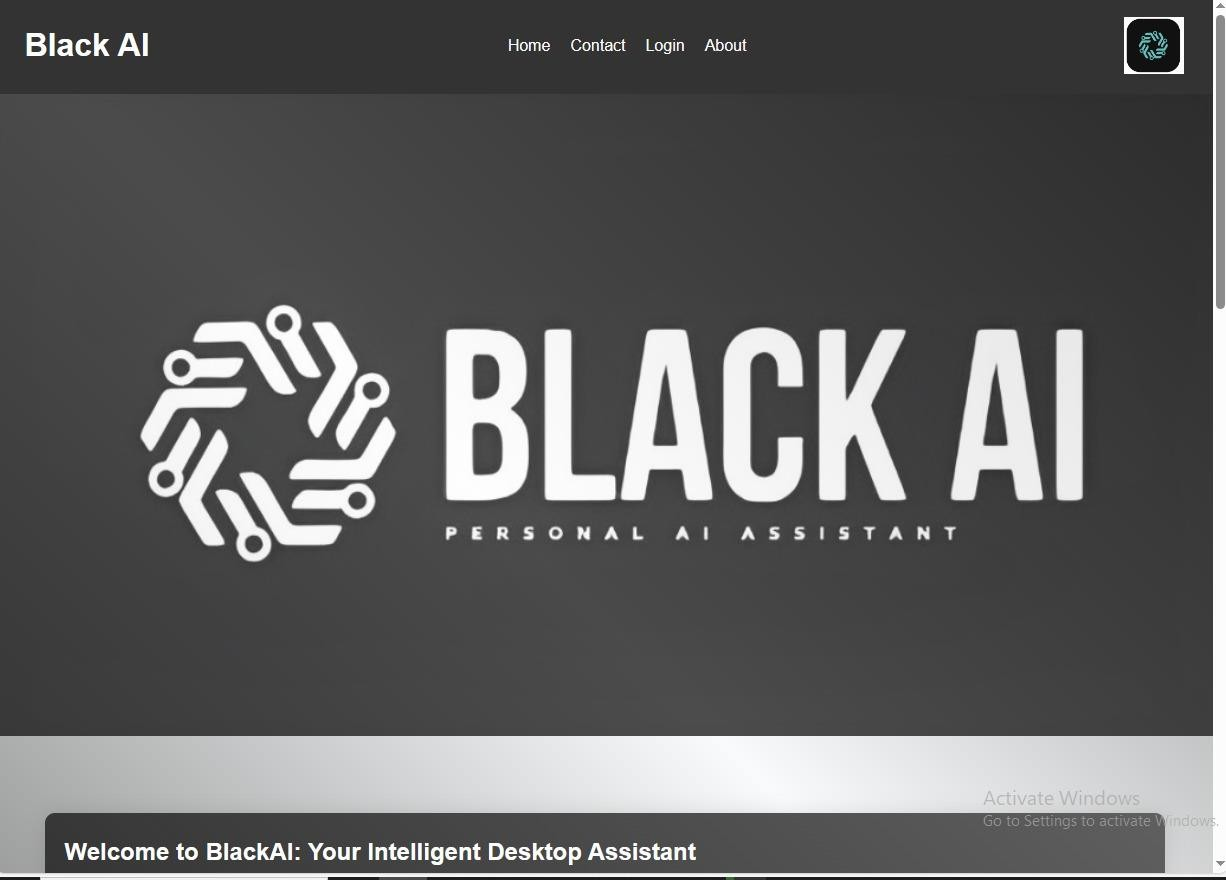 Black AI
Home Contact Login About
BLACK AI
PERSONAL AI ASSISTANT
Activate Windows
Go to Settings to activate Windows.
Welcome to BlackAI: Your Intelligent Desktop Assistant